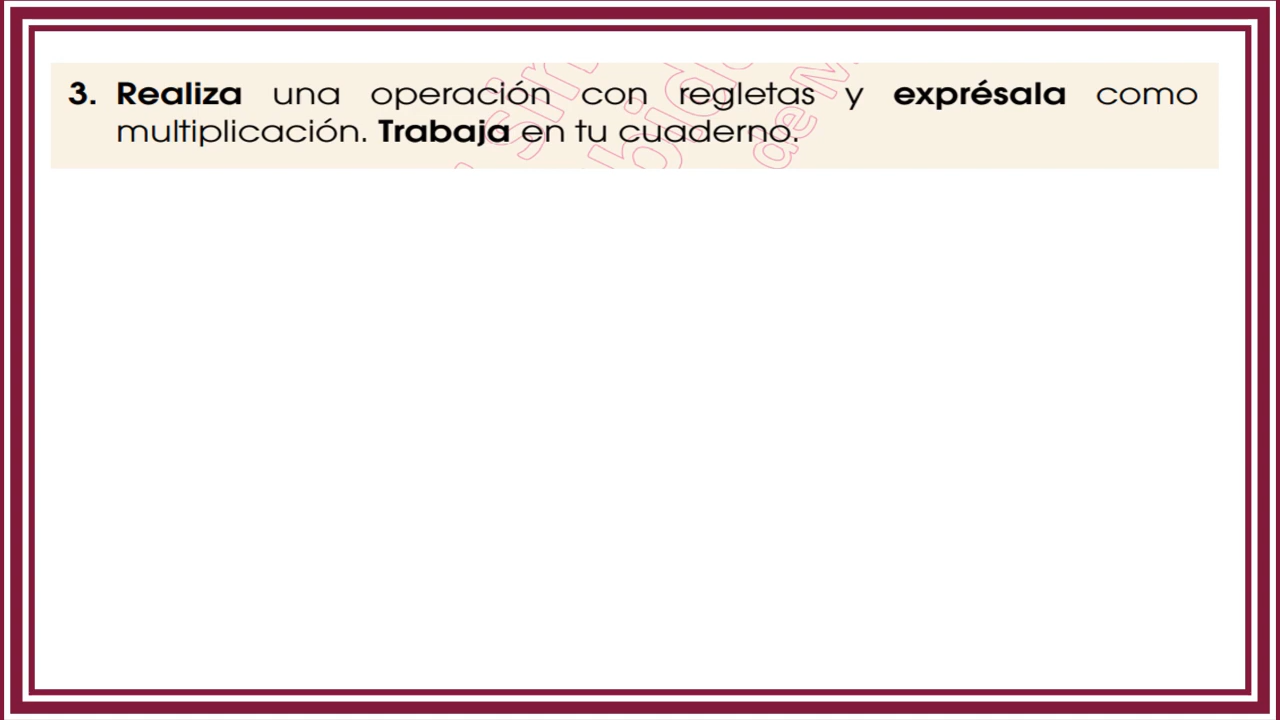 3. Realiza una operación con regletas y exprésala como
multiplicación. Trabaja en tu cuaderno.